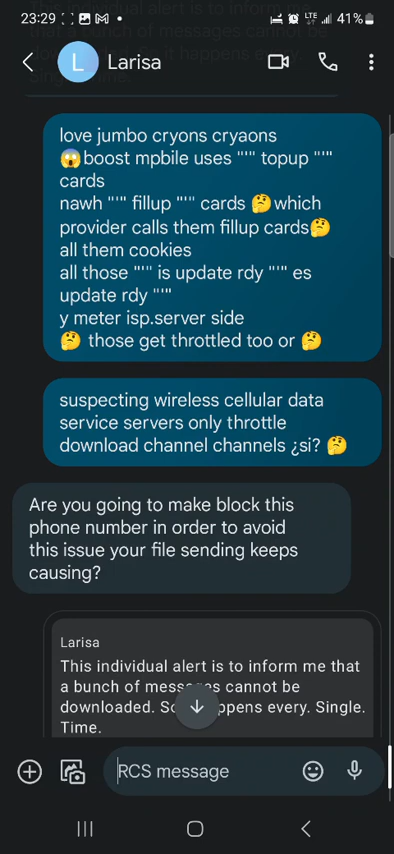 23:29
LTE
41%
L Larisa
love jumbo cryons cryaons
😱boost mpbile uses "'" topup "'"
cards
nawh "'" fillup "'" cards 🤔which
provider calls them fillup cards🤔
all them cookies
all those "'" is update rdy "'" es
update rdy "'"
y meter isp.server side
🤔 those get throttled too or 🤔
suspecting wireless cellular data
service servers only throttle
download channel channels ¿si? 🤔
Are you going to make block this
phone number in order to avoid
this issue your file sending keeps
causing?
Larisa
This individual alert is to inform me that
a bunch of messages cannot be
downloaded. happens every. Single.
Time.
RCS message